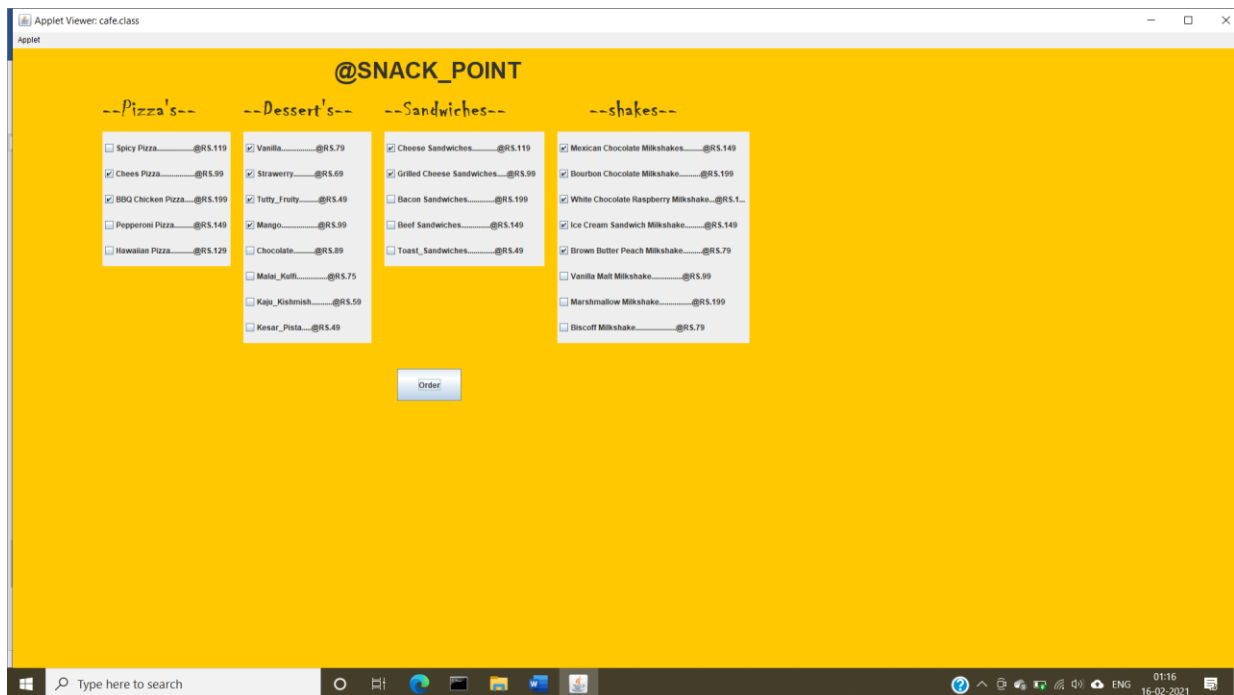 Applet Viewer: cafe.class
Applet
@SNACK_POINT
--Pizza's--
Spicy Pizza................@RS.119
Chees Pizza...............@RS.99
BBQ Chicken Pizza....@RS.199
Pepperoni Pizza........@RS.149
Hawaiian Pizza..........@RS.129
--Dessert's--
Vanilla...............@RS.79
Strawerry.........@RS.69
Tutty_Fruity........@RS.49
Mango..............@RS.99
Chocolate.........@RS.89
Malai_Kulfi.............@RS.75
Kaju_Kishmish.........@RS.59
Kesar_Pista....@RS.49
--Sandwiches--
Cheese Sandwiches...........@RS.119
Grilled Cheese Sandwiches....@RS.99
Bacon Sandwiches............@RS.199
Beef Sandwiches.............@RS.149
Toast_Sandwiches............@RS.49
--shakes--
Mexican Chocolate Milkshakes........@RS.149
Bourbon Chocolate Milkshake.........@RS.199
White Chocolate Raspberry Milkshake...@RS.1...
Ice Cream Sandwich Milkshake.........@RS.149
Brown Butter Peach Milkshake.........@RS.79
Vanilla Malt Milkshake.............@RS.99
Marshmallow Milkshake..............@RS.199
Biscoff Milkshake.................@RS.79
Order
Type here to search
ENG
01:16
16-02-2021